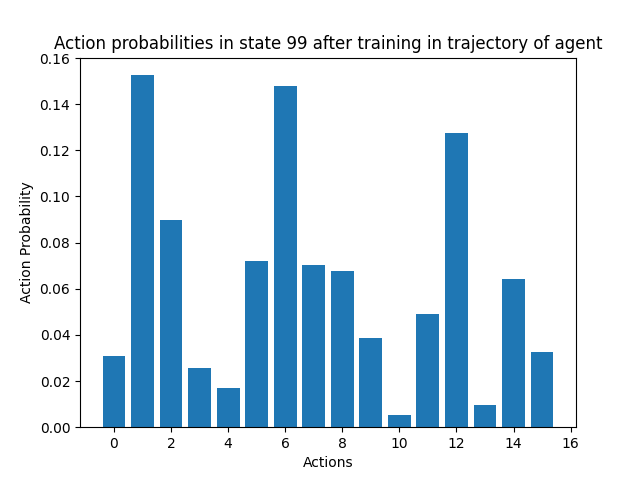 Action probabilities in state 99 after training in trajectory of agent
0.16
0.14
0.12
0.10
0.08
0.06
0.04
0.02
0.00
Action Probability
0 2 4 6 8 10 12 14 16
Actions